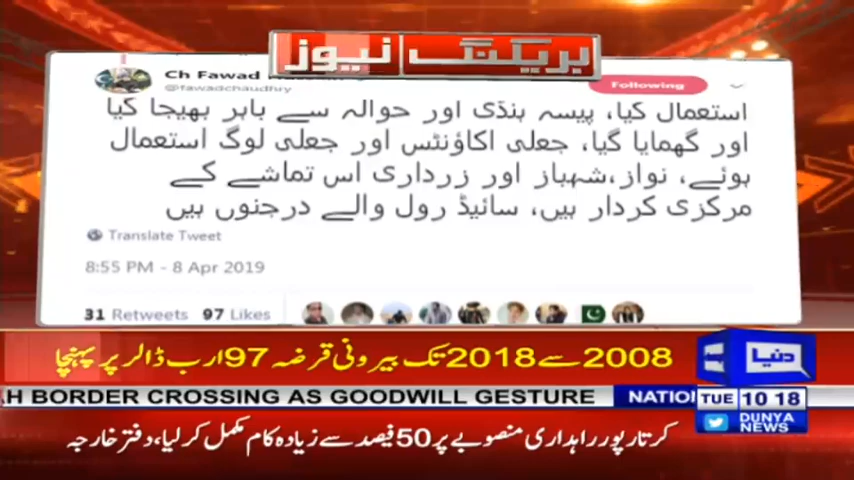 بریکنگ نیوز
Ch Fawad
@fawadchaudhry
Following
استعمال کیا، پیسہ ہنڈی اور حوالہ سے باہر بھیجا گیا
اور گھمایا گیا، جعلی اکاؤنٹس اور جعلی لوگ استعمال
ہوئے، نواز،شہباز اور زرداری اس تماشے کے
مرکزی کردار ہیں، سائیڈ رول والے درجنوں ہیں
Translate Tweet
8:55 PM - 8 Apr 2019
31 Retweets 97 Likes
2008 سے 2018 تک بیرونی قرضہ 97 ارب ڈالر پر پہنچا
دنیا
BORDER CROSSING AS GOODWILL GESTURE
TUE 10 18
کرتارپور راہداری منصوبے پر 50 فیصد سے زیادہ کام مکمل کرلیا، دفتر خارجہ
DUNYA
NEWS